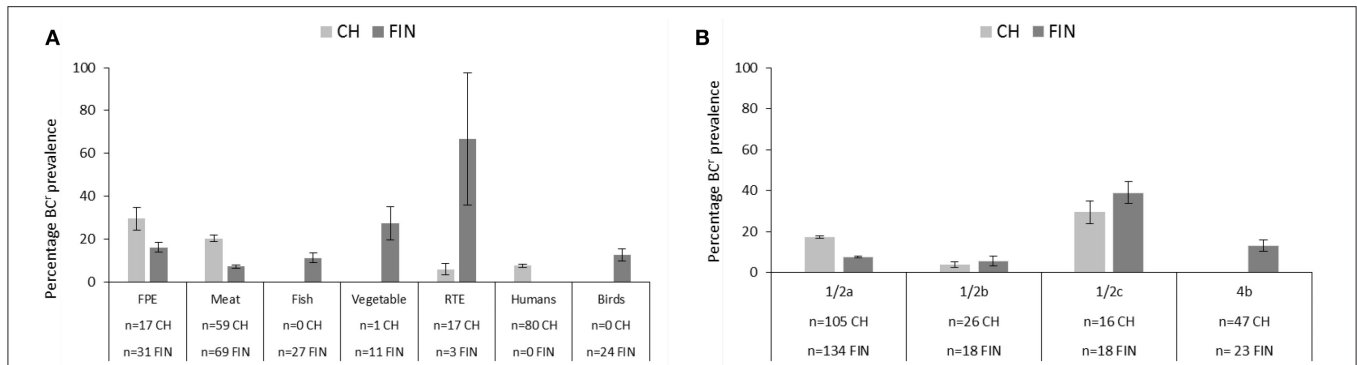 A
CH FIN
Percentage BCʳ prevalence
100
80
60
40
20
0
FPE Meat Fish Vegetable RTE Humans Birds
n=17 CH n=59 CH n=0 CH n=1 CH n=17 CH n=80 CH n=0 CH
n=31 FIN n=69 FIN n=27 FIN n=11 FIN n=3 FIN n=0 FIN n=24 FIN
B
CH FIN
Percentage BCʳ prevalence
100
80
60
40
20
0
1/2a 1/2b 1/2c 4b
n=105 CH n=26 CH n=16 CH n=47 CH
n=134 FIN n=18 FIN n=18 FIN n= 23 FIN